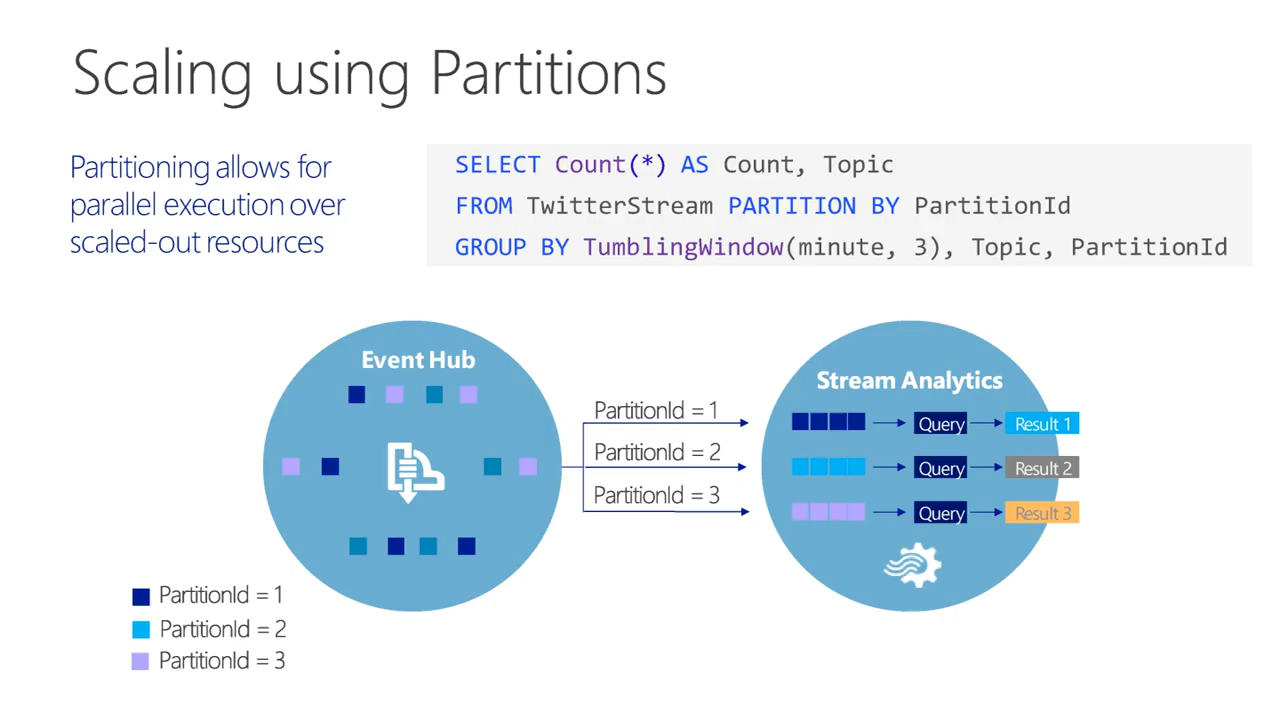 Scaling using Partitions
Partitioning allows for
parallel execution over
scaled-out resources
SELECT Count(*) AS Count, Topic
FROM TwitterStream PARTITION BY PartitionId
GROUP BY TumblingWindow(minute, 3), Topic, PartitionId
Event Hub
PartitionId = 1
PartitionId = 2
PartitionId = 3
Stream Analytics
Query
Result 1
Query
Result 2
Query
Result 3
PartitionId = 1
PartitionId = 2
PartitionId = 3